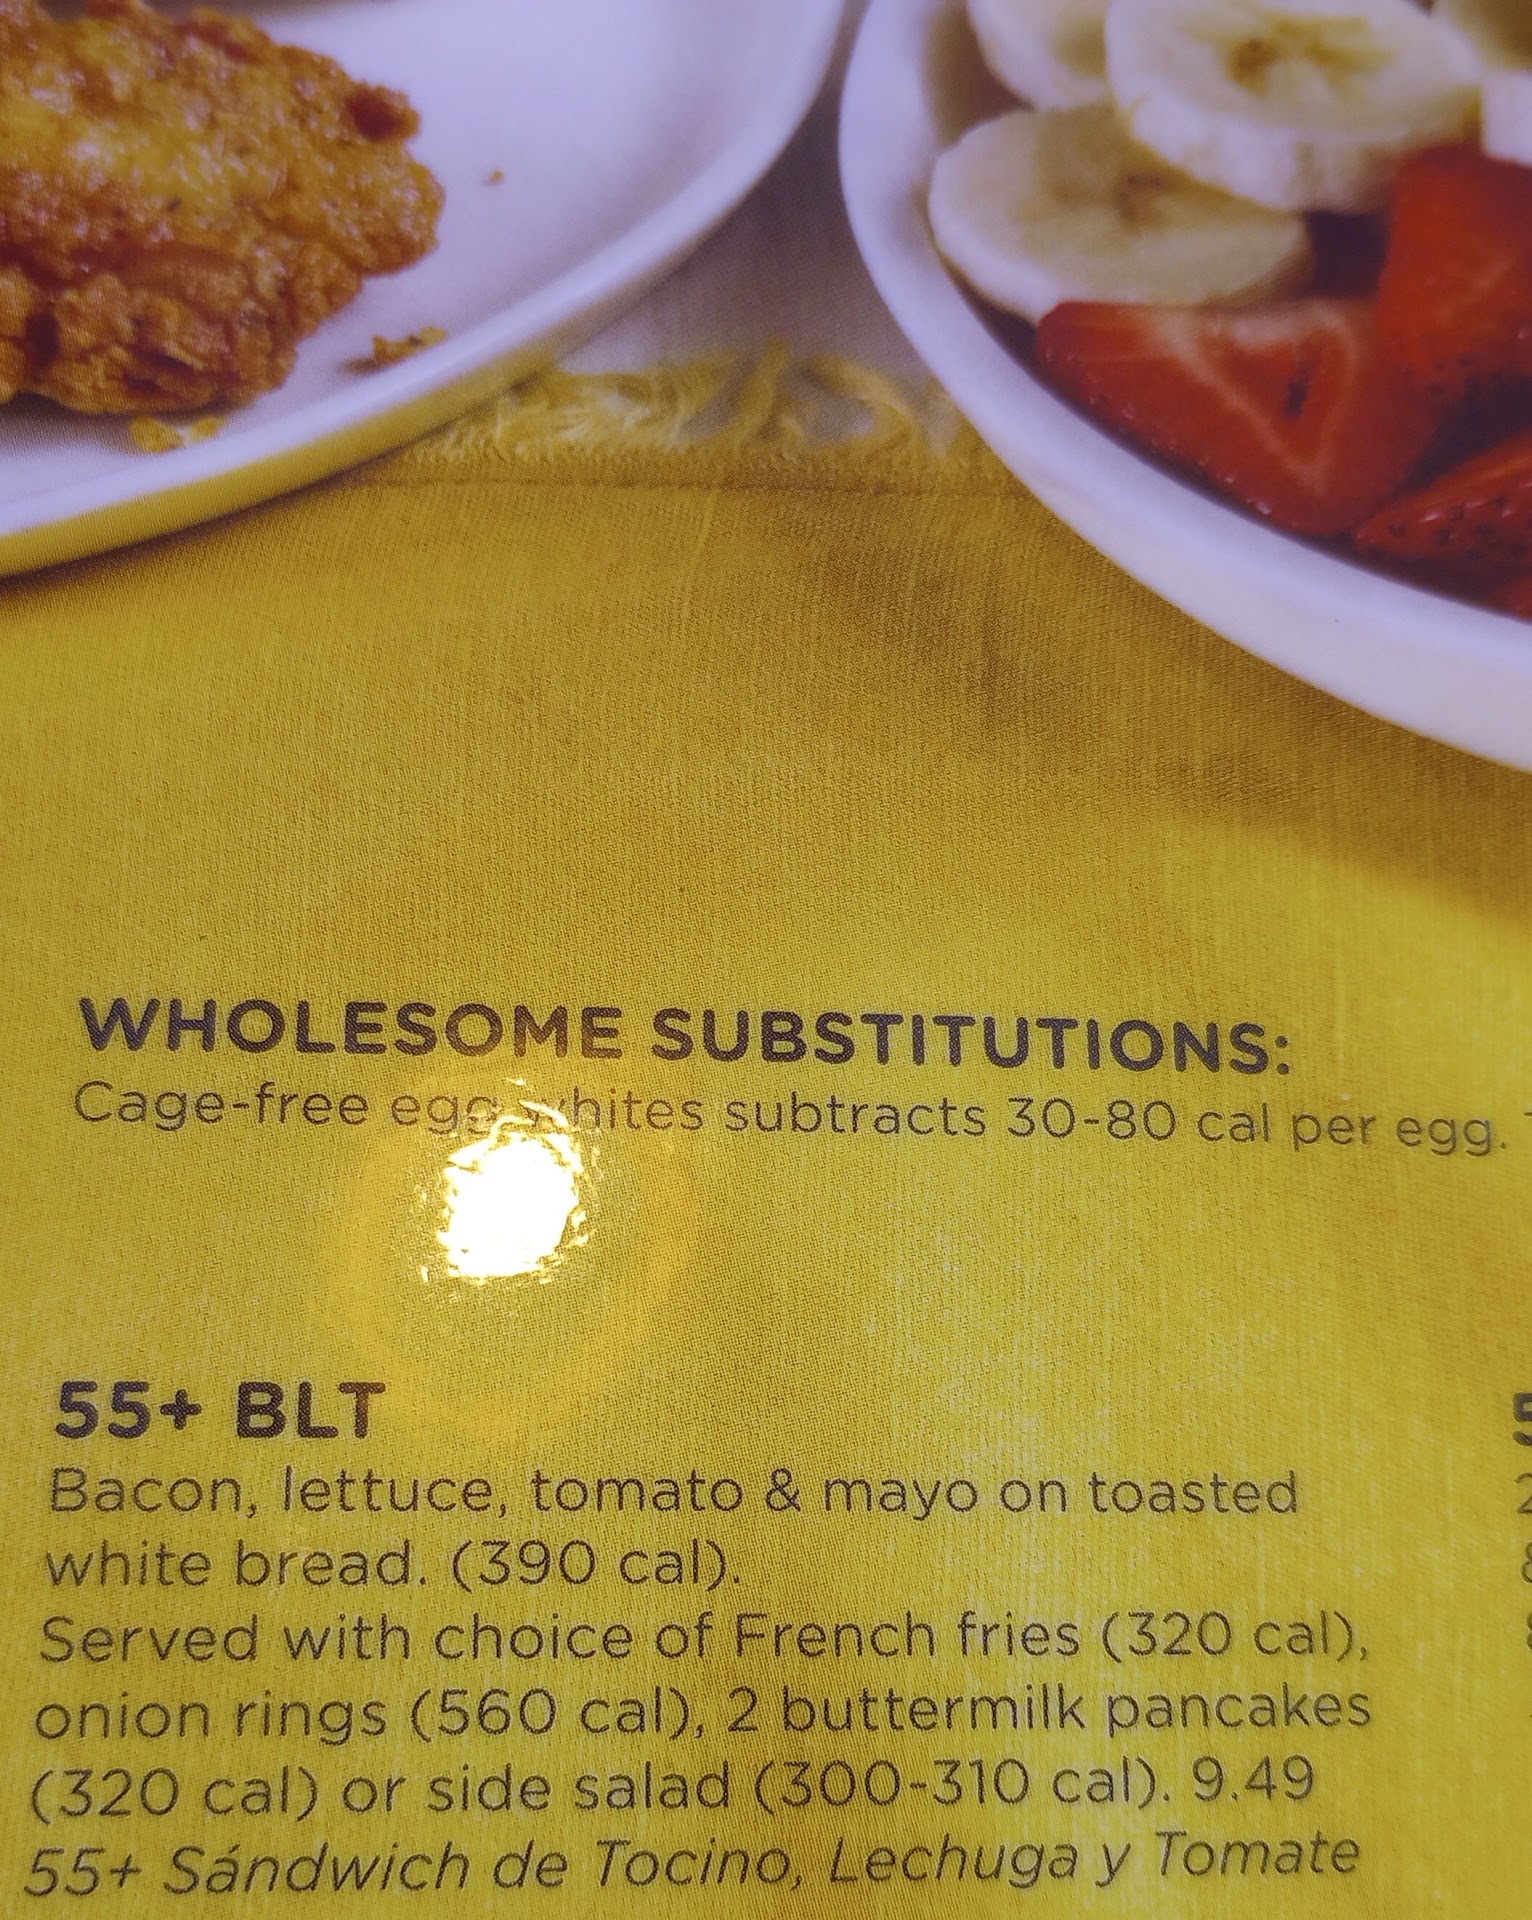 WHOLESOME SUBSTITUTIONS:
Cage-free egg whites subtracts 30-80 cal per egg.
55+ BLT
Bacon, lettuce, tomato & mayo on toasted
white bread. (390 cal).
Served with choice of French fries (320 cal),
onion rings (560 cal), 2 buttermilk pancakes
(320 cal) or side salad (300-310 cal). 9.49
55+ Sándwich de Tocino, Lechuga y Tomate